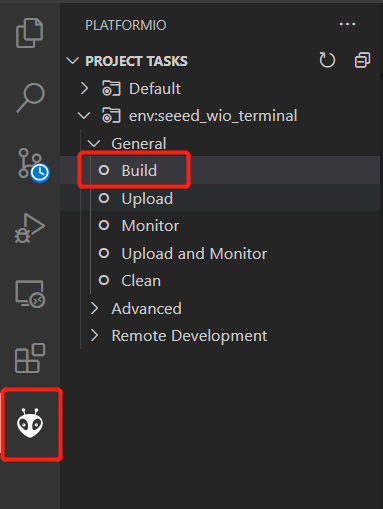 PLATFORMIO
PROJECT TASKS
Default
env:seeed_wio_terminal
General
Build
Upload
Monitor
Upload and Monitor
Clean
Advanced
Remote Development